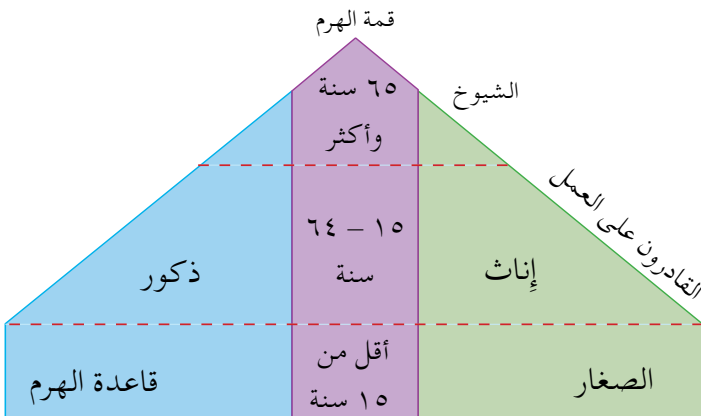 قمة الهرم
٦٥ سنة
وأكثر
الشيوخ
١٥ – ٦٤
سنة
القادرون على العمل
إِناث
ذكور
أقل من
١٥ سنة
الصغار
قاعدة الهرم